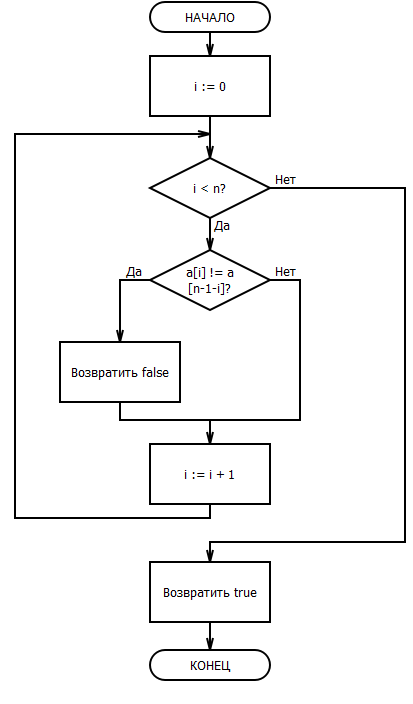 НАЧАЛО
i := 0
i < n?
Нет
Да
a[i] != a
[n-1-i]?
Да
Нет
Возвратить false
i := i + 1
Возвратить true
КОНЕЦ